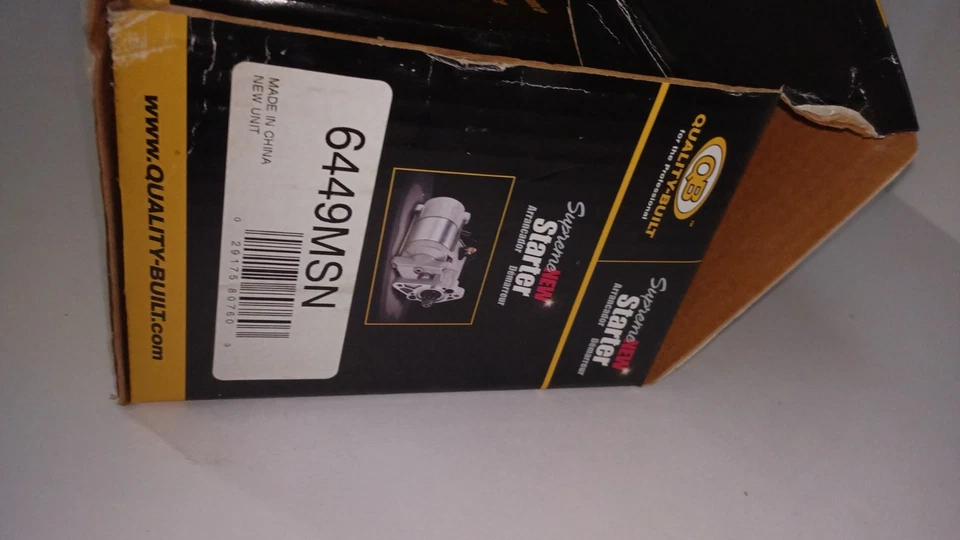 QB
QUALITY-BUILT™
for the Professional
Supreme NEW
Starter
Arrancador Démarreur
Supreme NEW
Starter
Arrancador Démarreur
6449MSN
0 29175 80760 3
MADE IN CHINA
NEW UNIT
www.QUALITY-BUILT.com